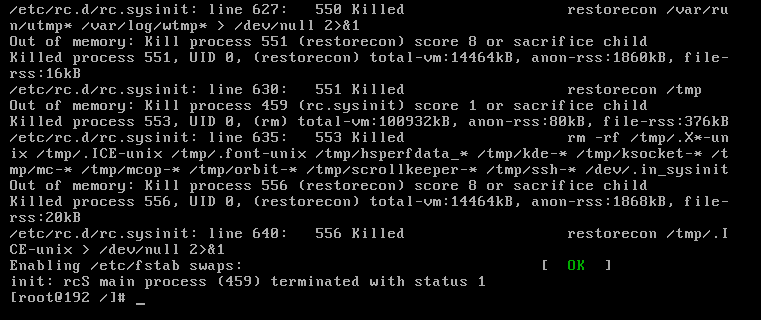 /etc/rc.d/rc.sysinit: line 627:   550 Killed                  restorecon /var/ru
n/utmp* /var/log/wtmp* > /dev/null 2>&1
Out of memory: Kill process 551 (restorecon) score 8 or sacrifice child
Killed process 551, UID 0, (restorecon) total-vm:14464kB, anon-rss:1860kB, file-
rss:16kB
/etc/rc.d/rc.sysinit: line 630:   551 Killed                  restorecon /tmp
Out of memory: Kill process 459 (rc.sysinit) score 1 or sacrifice child
Killed process 553, UID 0, (rm) total-vm:100932kB, anon-rss:80kB, file-rss:376kB
/etc/rc.d/rc.sysinit: line 635:   553 Killed                  rm -rf /tmp/.X*-un
ix /tmp/.ICE-unix /tmp/.font-unix /tmp/hsperfdata_* /tmp/kde-* /tmp/ksocket-* /t
mp/mc-* /tmp/mcop-* /tmp/orbit-* /tmp/scrollkeeper-* /tmp/ssh-* /dev/.in_sysinit
Out of memory: Kill process 556 (restorecon) score 8 or sacrifice child
Killed process 556, UID 0, (restorecon) total-vm:14464kB, anon-rss:1868kB, file-
rss:20kB
/etc/rc.d/rc.sysinit: line 640:   556 Killed                  restorecon /tmp/.I
CE-unix > /dev/null 2>&1
Enabling /etc/fstab swaps:                                 [  OK  ]
init: rcS main process (459) terminated with status 1
[root@192 /]# _